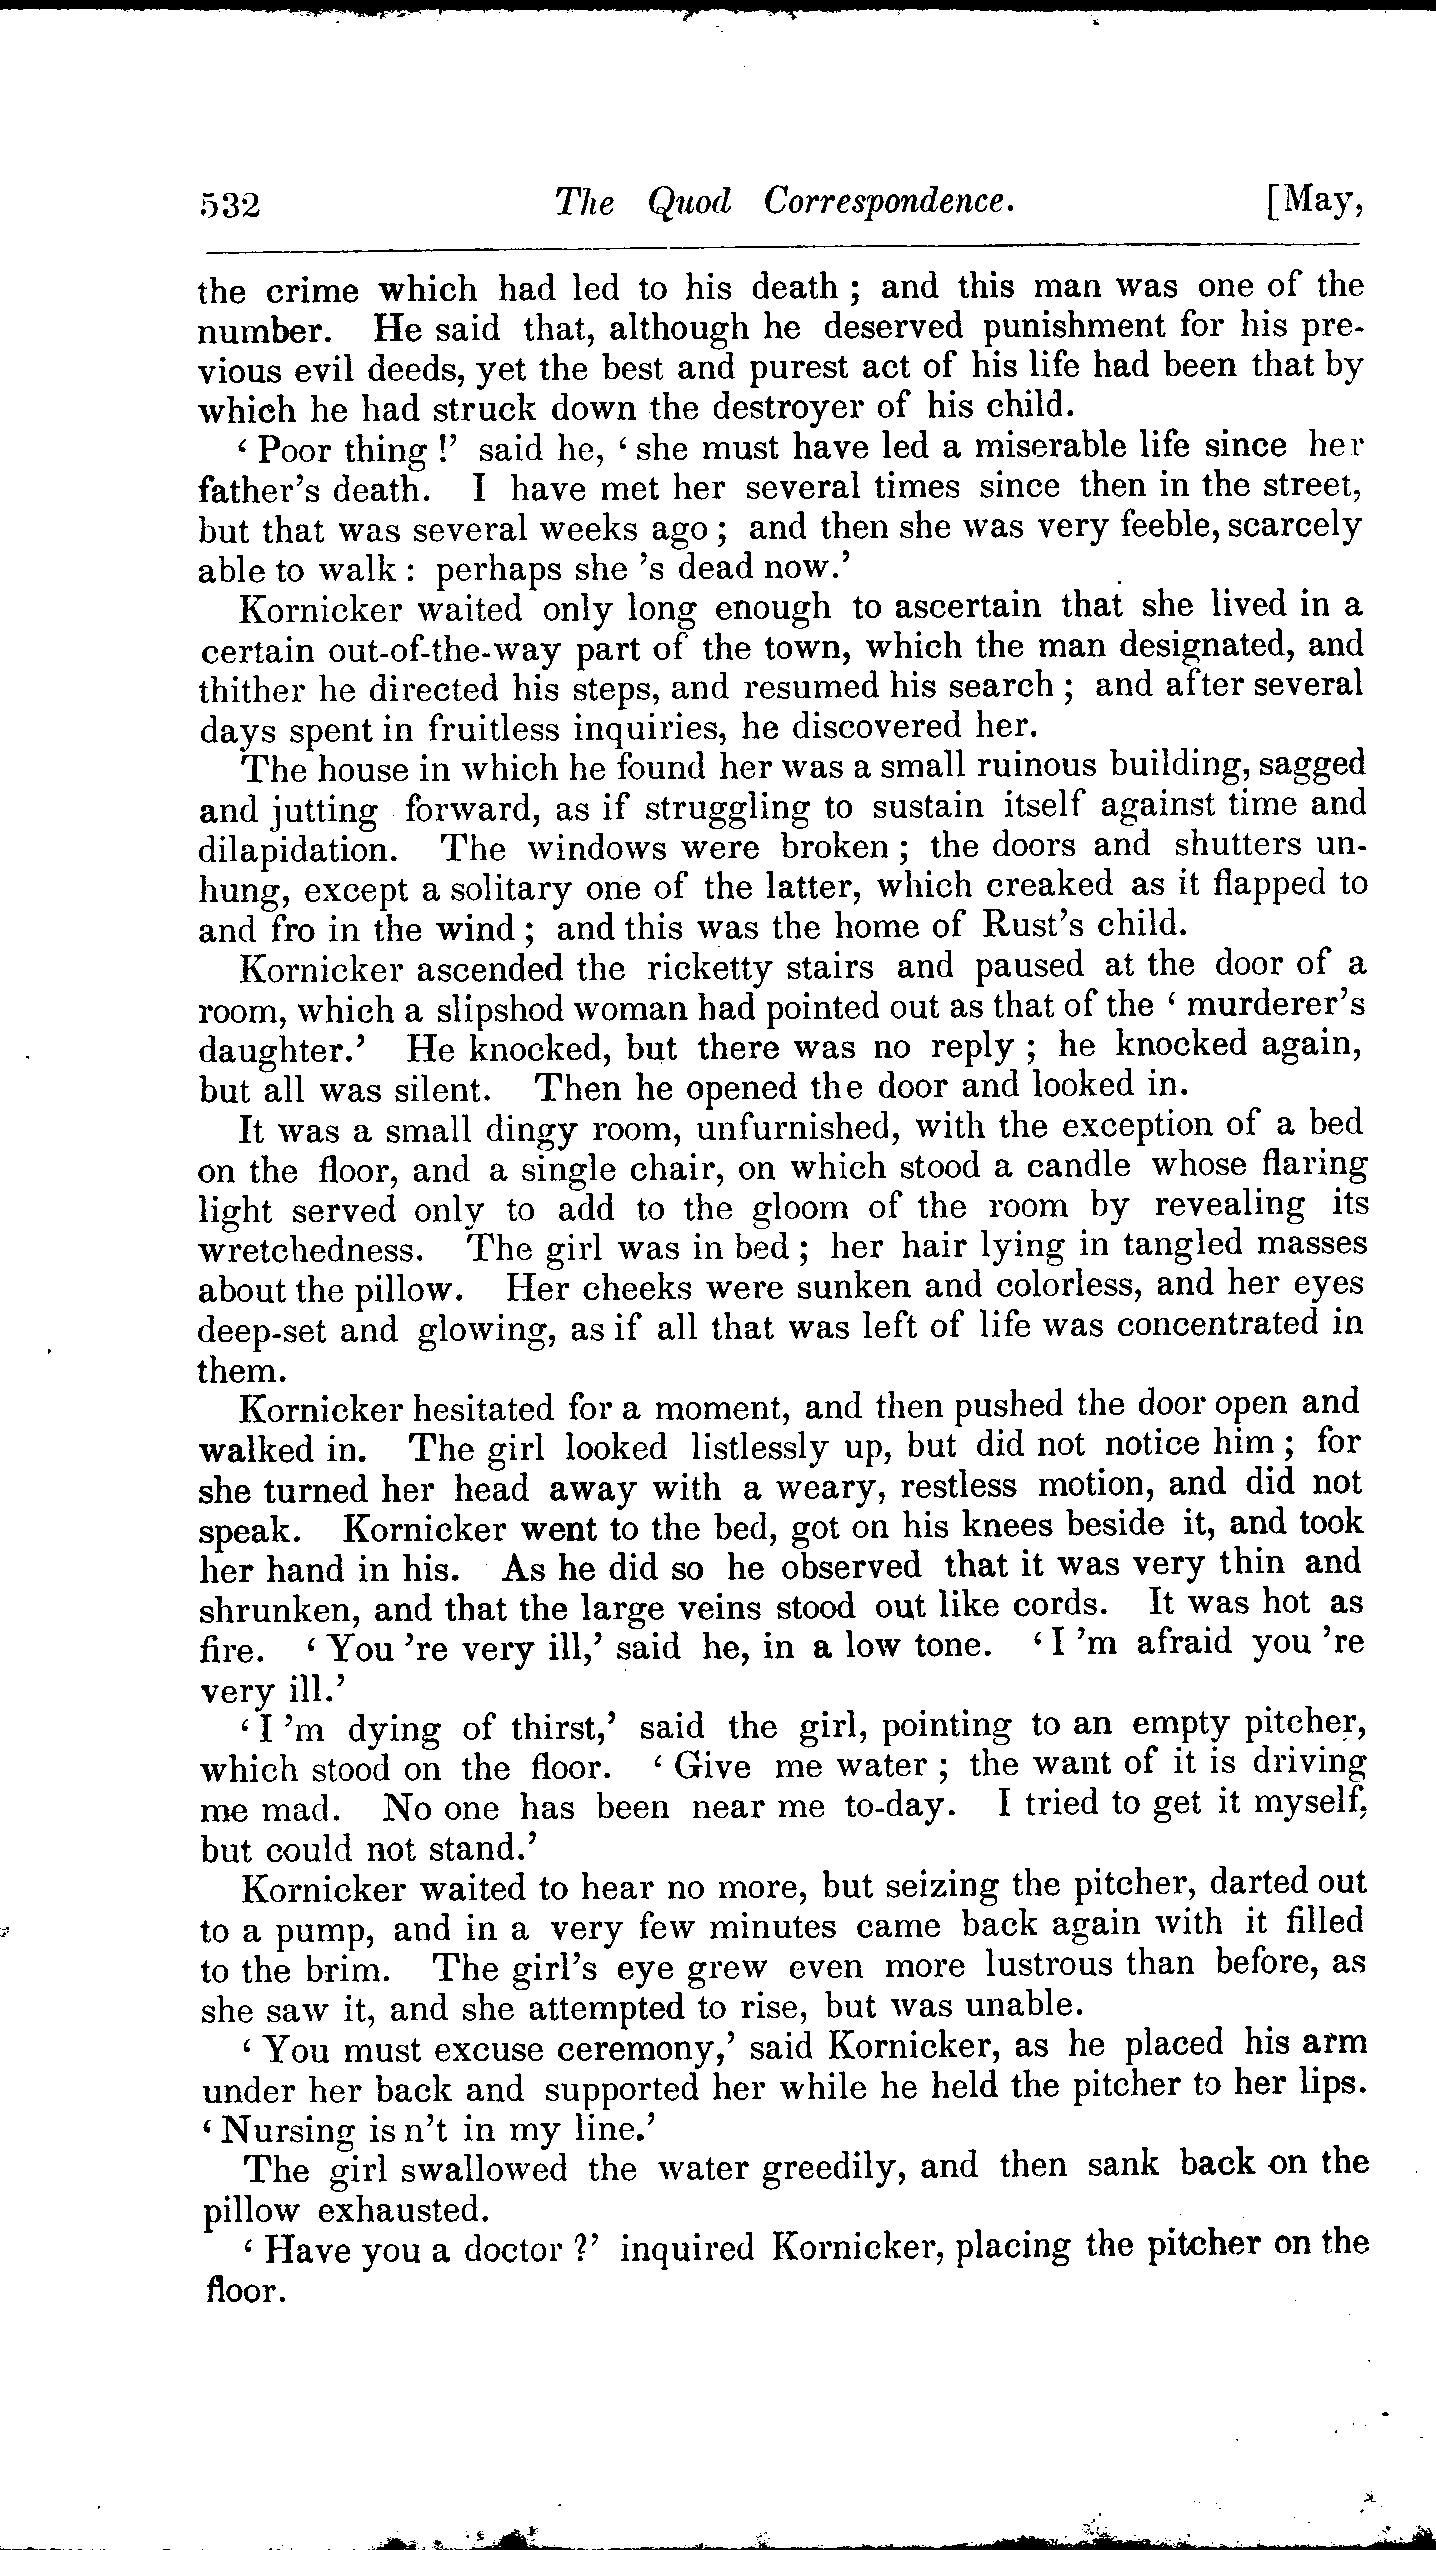 532 The Quod Correspondence. [May,
the crime which had led to his death ; and this man was one of the
number. He said that, although he deserved punishment for his pre-
vious evil deeds, yet the best and purest act of his life had been that by
which he had struck down the destroyer of his child.
‘ Poor thing !’ said he, ‘ she must have led a miserable life since her
father’s death. I have met her several times since then in the street,
but that was several weeks ago ; and then she was very feeble, scarcely
able to walk : perhaps she ’s dead now.’
Kornicker waited only long enough to ascertain that she lived in a
certain out-of-the-way part of the town, which the man designated, and
thither he directed his steps, and resumed his search ; and after several
days spent in fruitless inquiries, he discovered her.
The house in which he found her was a small ruinous building, sagged
and jutting forward, as if struggling to sustain itself against time and
dilapidation. The windows were broken ; the doors and shutters un-
hung, except a solitary one of the latter, which creaked as it flapped to
and fro in the wind ; and this was the home of Rust’s child.
Kornicker ascended the ricketty stairs and paused at the door of a
room, which a slipshod woman had pointed out as that of the ‘ murderer’s
daughter.’ He knocked, but there was no reply ; he knocked again,
but all was silent. Then he opened the door and looked in.
It was a small dingy room, unfurnished, with the exception of a bed
on the floor, and a single chair, on which stood a candle whose flaring
light served only to add to the gloom of the room by revealing its
wretchedness. The girl was in bed ; her hair lying in tangled masses
about the pillow. Her cheeks were sunken and colorless, and her eyes
deep-set and glowing, as if all that was left of life was concentrated in
them.
Kornicker hesitated for a moment, and then pushed the door open and
walked in. The girl looked listlessly up, but did not notice him ; for
she turned her head away with a weary, restless motion, and did not
speak. Kornicker went to the bed, got on his knees beside it, and took
her hand in his. As he did so he observed that it was very thin and
shrunken, and that the large veins stood out like cords. It was hot as
fire. ‘ You ’re very ill,’ said he, in a low tone. ‘ I ’m afraid you ’re
very ill.’
‘ I ’m dying of thirst,’ said the girl, pointing to an empty pitcher,
which stood on the floor. ‘ Give me water ; the want of it is driving
me mad. No one has been near me to-day. I tried to get it myself,
but could not stand.’
Kornicker waited to hear no more, but seizing the pitcher, darted out
to a pump, and in a very few minutes came back again with it filled
to the brim. The girl’s eye grew even more lustrous than before, as
she saw it, and she attempted to rise, but was unable.
‘ You must excuse ceremony,’ said Kornicker, as he placed his arm
under her back and supported her while he held the pitcher to her lips.
‘ Nursing is n’t in my line.’
The girl swallowed the water greedily, and then sank back on the
pillow exhausted.
‘ Have you a doctor ?’ inquired Kornicker, placing the pitcher on the
floor.